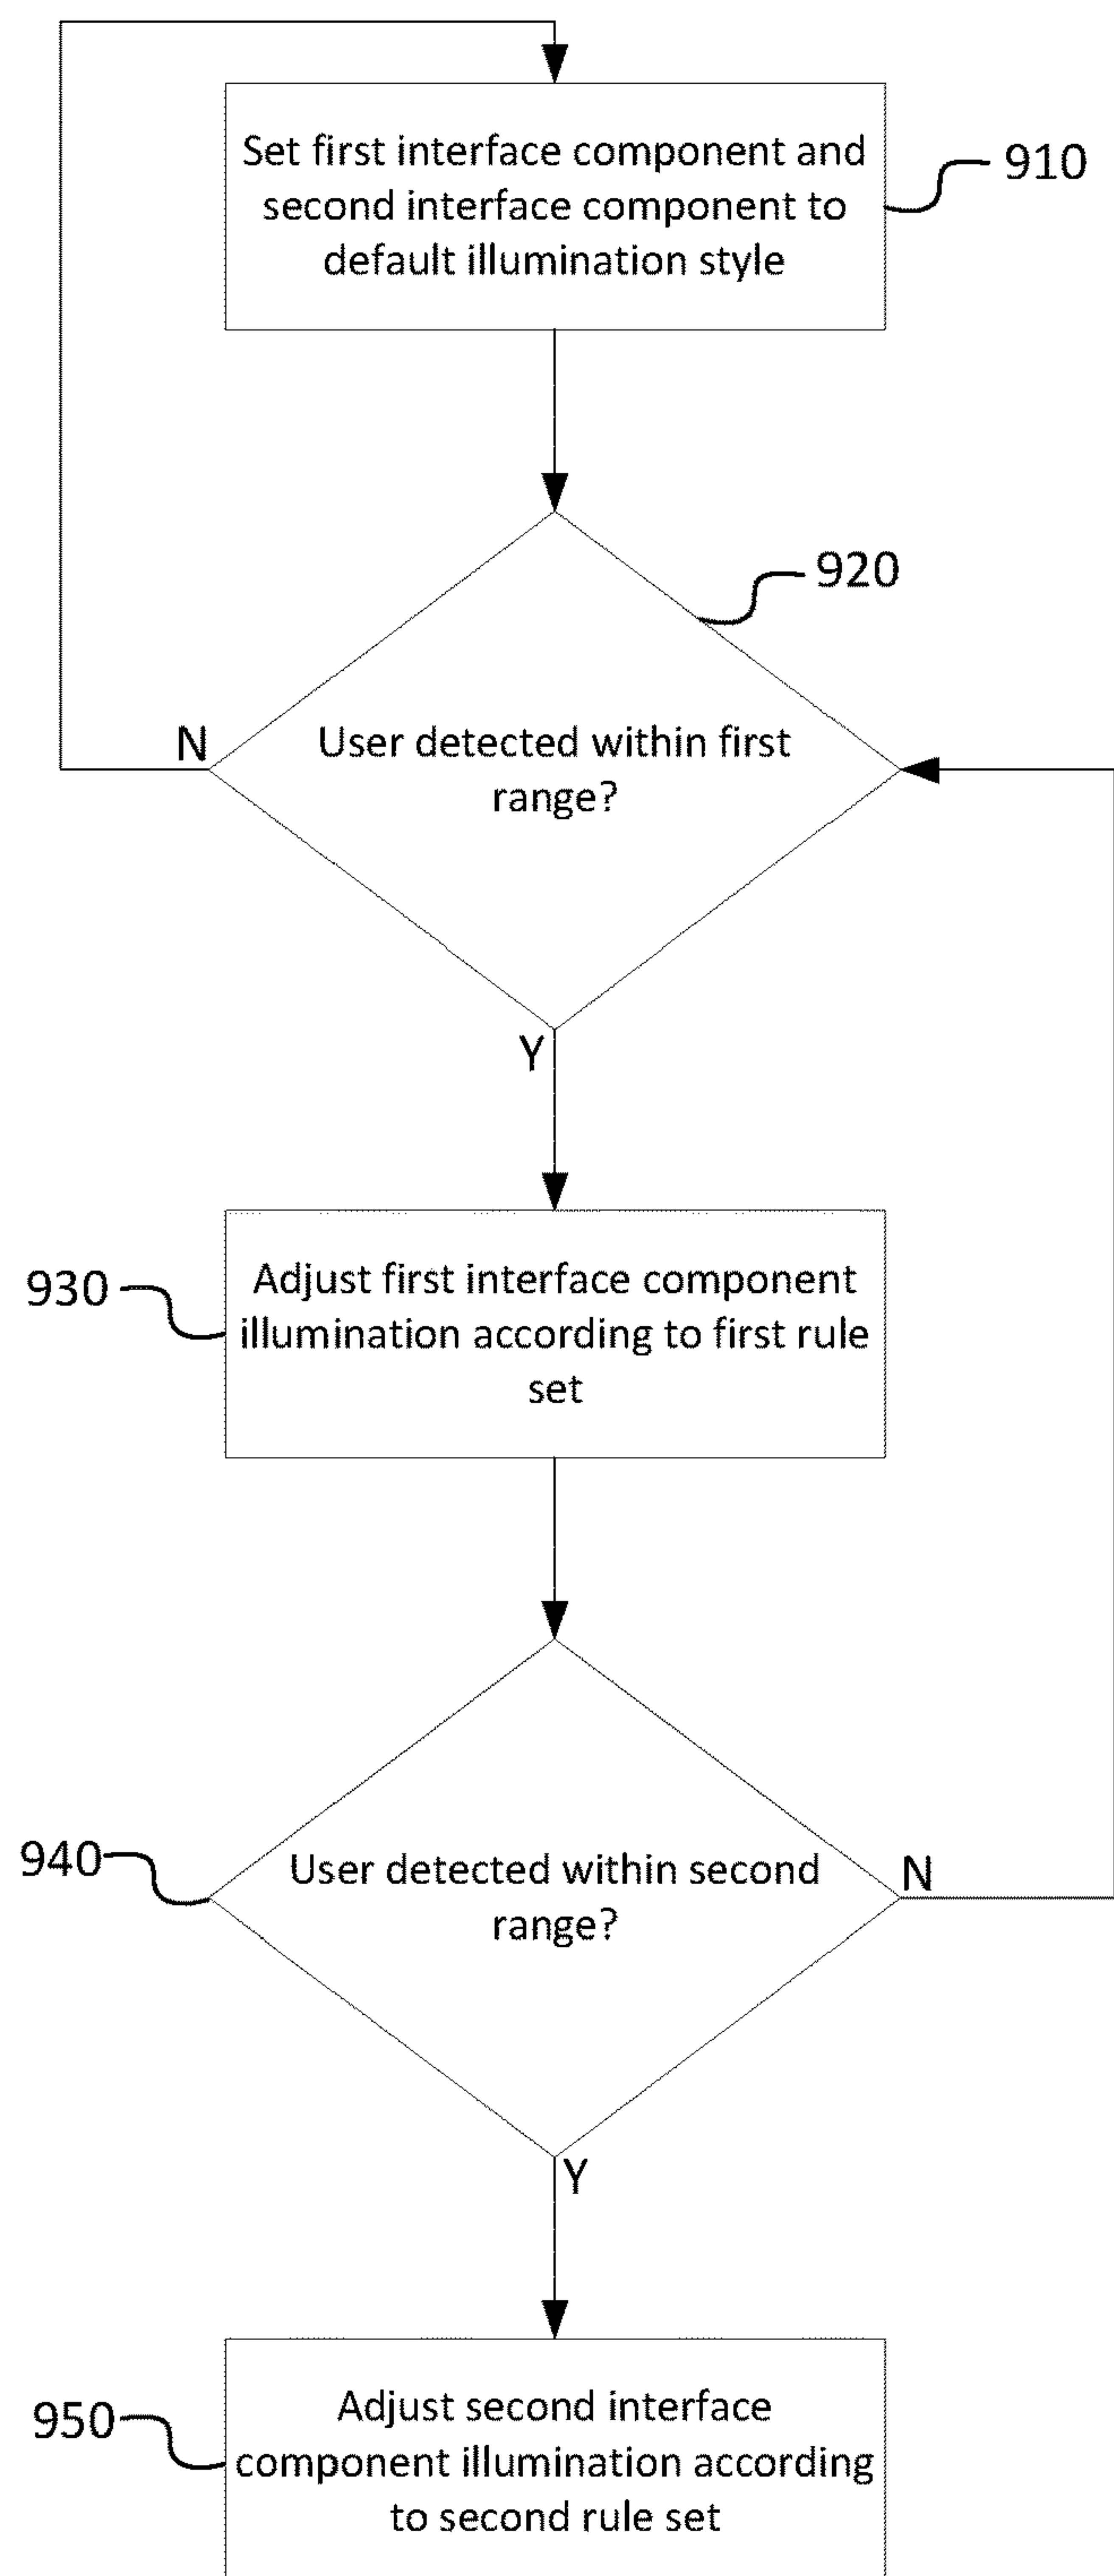 Set first interface component and
second interface component to
default illumination style
910
920
User detected within first
range?
N
Y
930
Adjust first interface component
illumination according to first rule
set
940
User detected within second
range?
N
Y
950
Adjust second interface
component illumination according
to second rule set